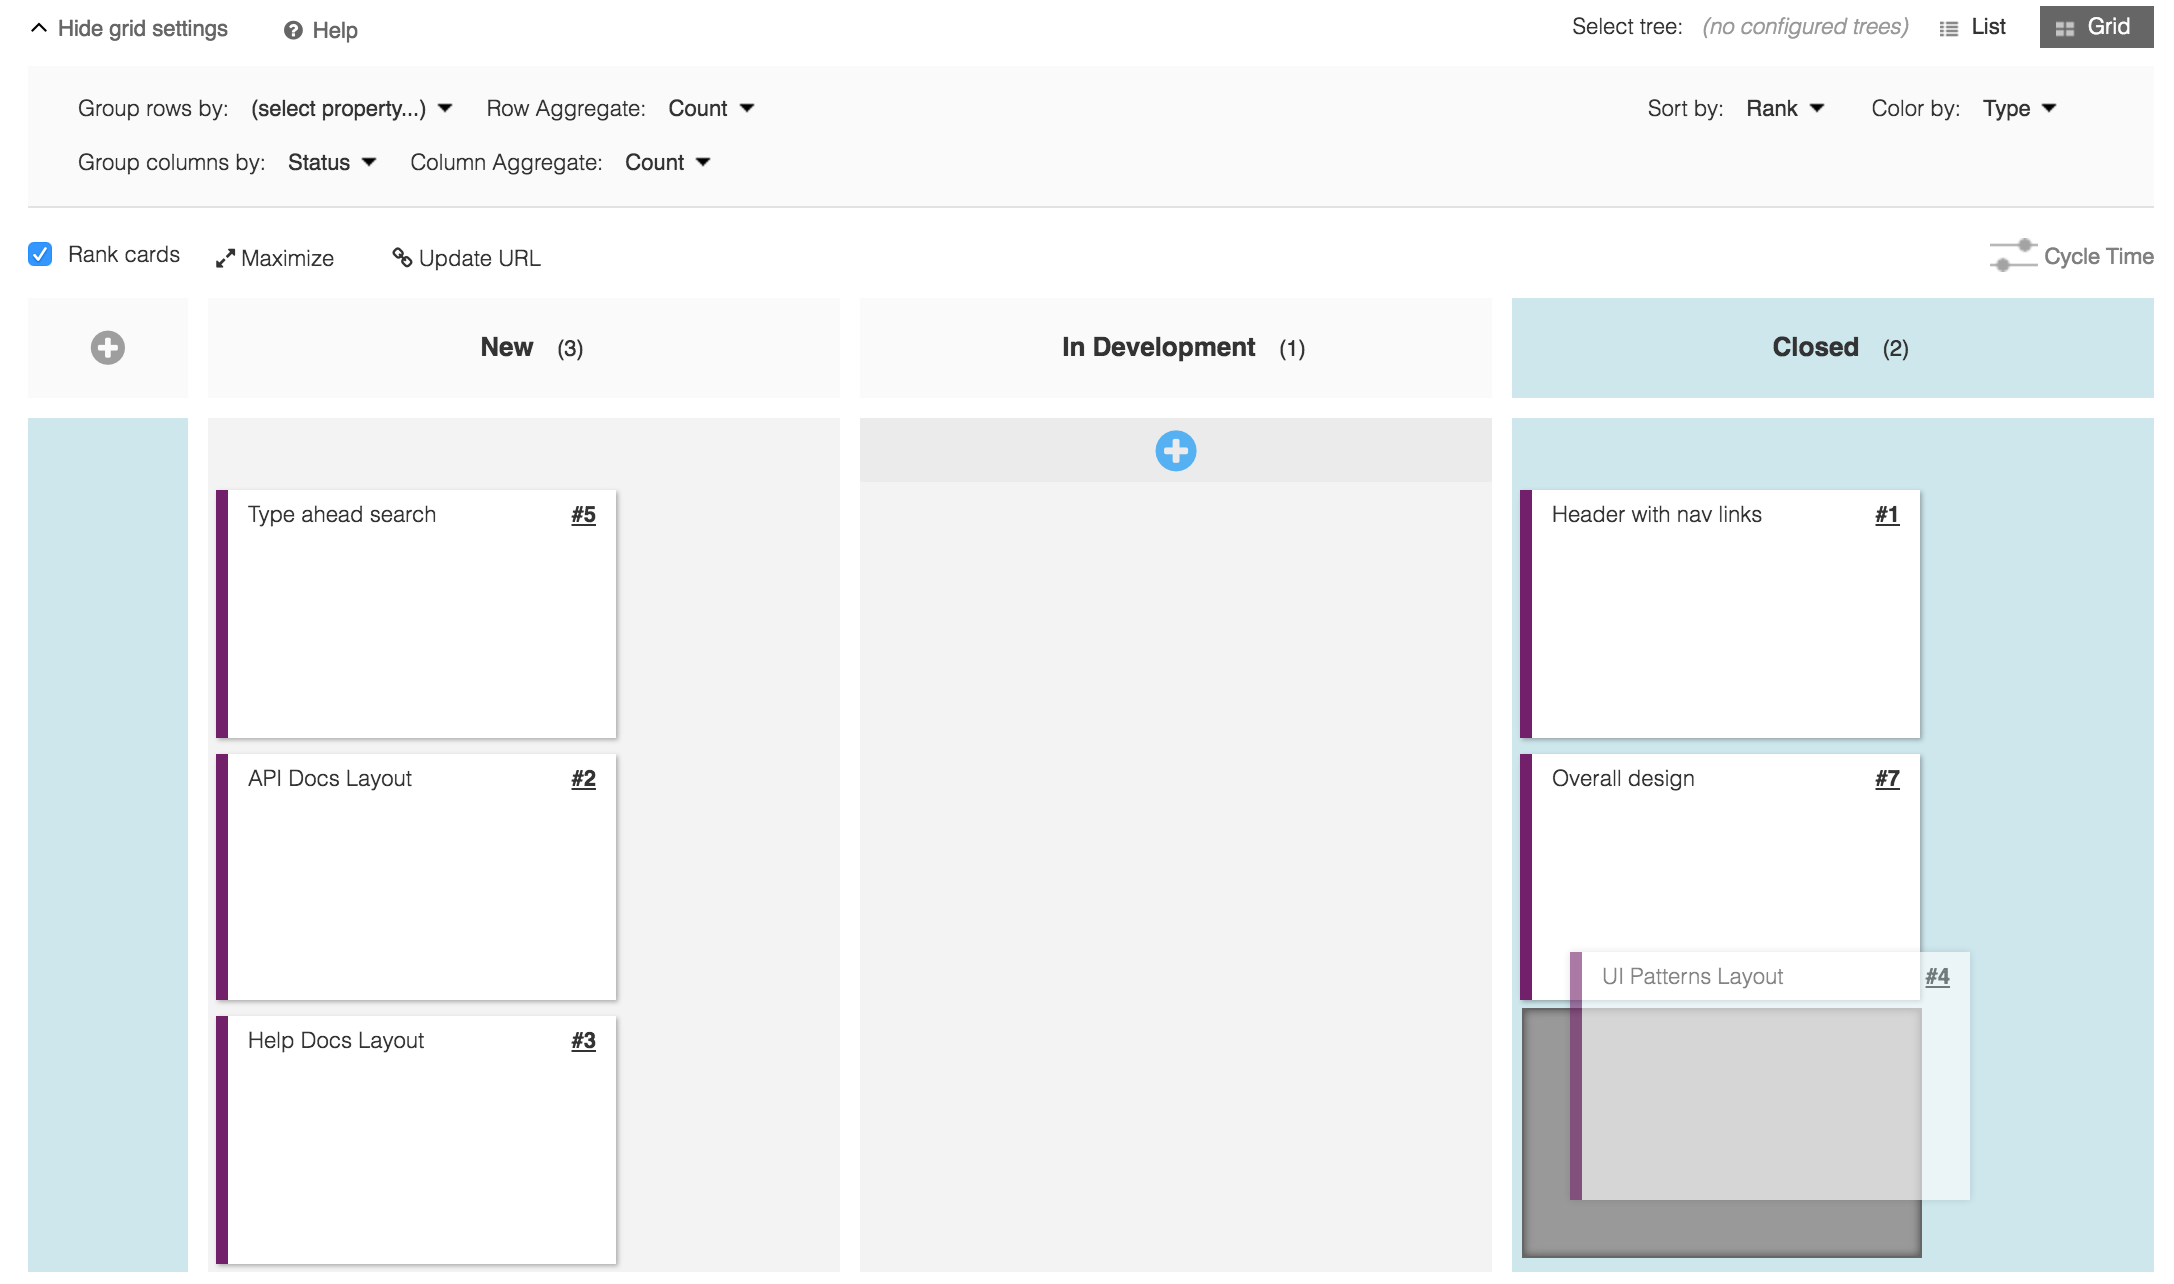 Hide grid settings
Help
Select tree: (no configured trees)
List
Grid
Group rows by: (select property...)
Row Aggregate: Count
Sort by: Rank
Color by: Type
Group columns by: Status
Column Aggregate: Count
Rank cards
Maximize
Update URL
Cycle Time
New (3)
In Development (1)
Closed (2)
Type ahead search #5
Header with nav links #1
API Docs Layout #2
Overall design #7
UI Patterns Layout #4
Help Docs Layout #3